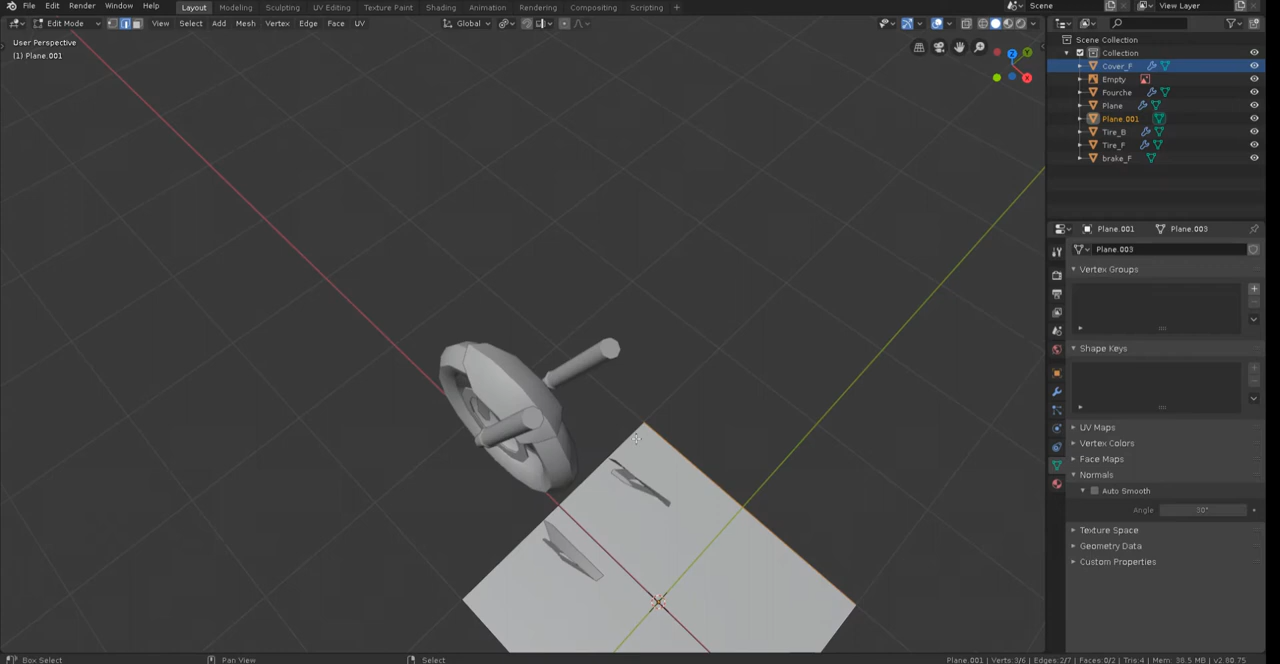 File Edit Render Window Help Layout Modeling Sculpting UV Editing Texture Paint Shading Animation Rendering Compositing Scripting + Scene View Layer
Edit Mode View Select Add Mesh Vertex Edge Face UV Global
User Perspective
(1) Plane.001
Z
Y
X
Scene Collection
Collection
Cover_F
Empty
Fourche
Plane
Plane.001
Tire_B
Tire_F
brake_F
Plane.001 Plane.003
Plane.003
Vertex Groups
Shape Keys
UV Maps
Vertex Colors
Face Maps
Normals
Auto Smooth
Angle 30°
Texture Space
Geometry Data
Custom Properties
Box Select Pan View Select Plane.001 | Verts:3/6 | Edges:2/7 | Faces:0/2 | Tris:4 | Mem: 38.5 MB | v2.80.75